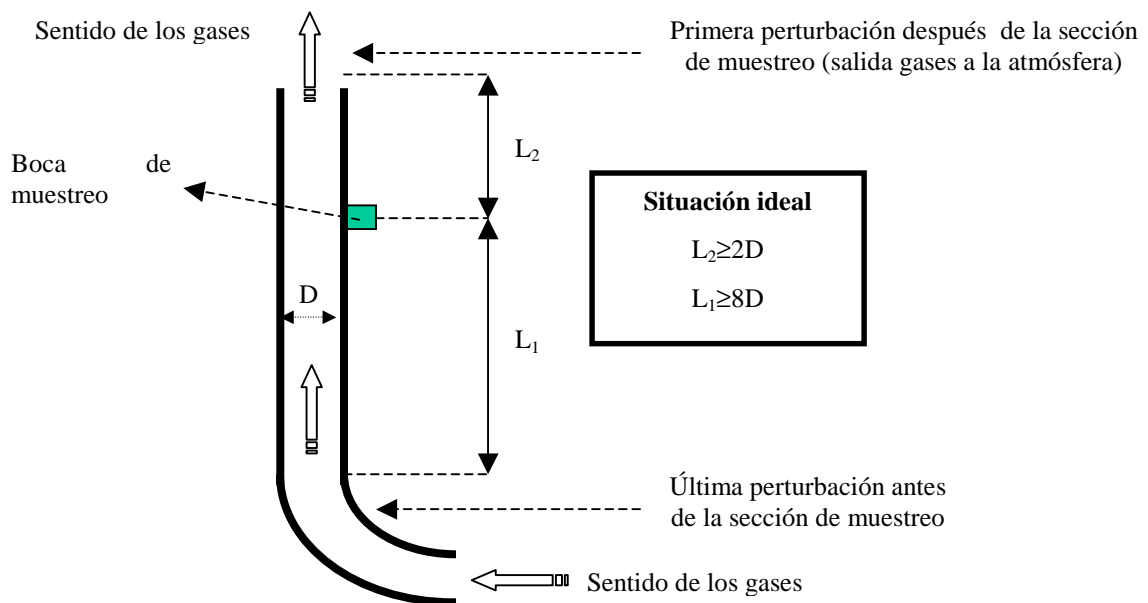 Sentido de los gases
Primera perturbación después de la sección
de muestreo (salida gases a la atmósfera)
Boca de
muestreo
L₂
Situación ideal
L₂≥2D
L₁≥8D
D
L₁
Última perturbación antes
de la sección de muestreo
Sentido de los gases